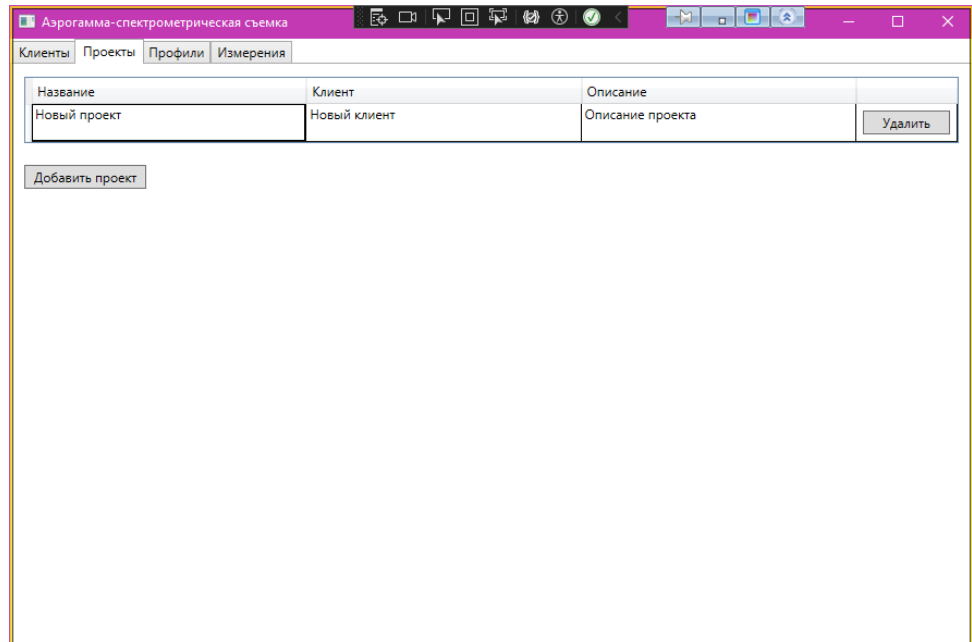 Аэрогамма-спектрометрическая съемка
Клиенты Проекты Профили Измерения
Название Клиент Описание
Новый проект Новый клиент Описание проекта Удалить
Добавить проект